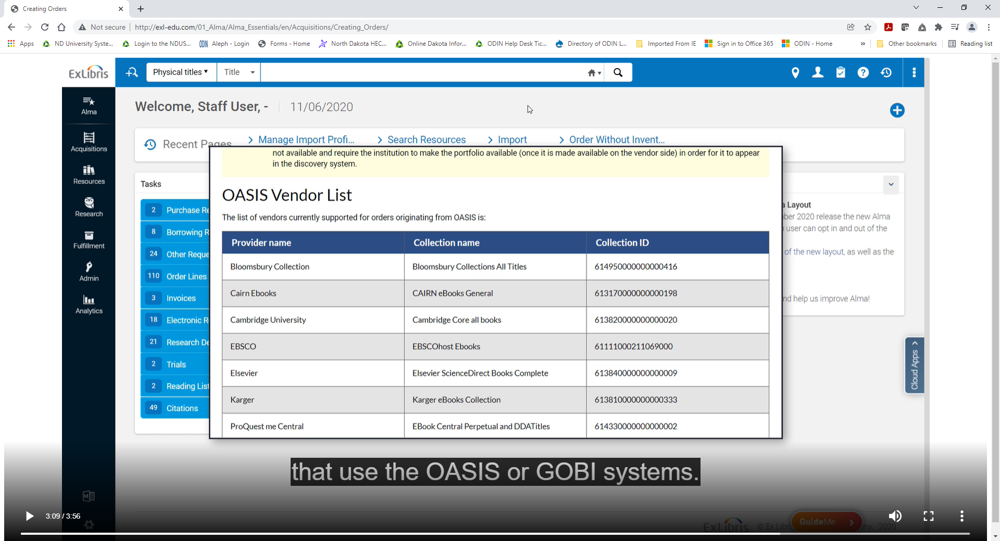 Creating Orders
Not secure http://exl-edu.com/01_Alma/Alma_Essentials/en/Acquisitions/Creating_Orders/
Apps ND University Syste... Login to the NDUS... ODIN Aleph - Login Forms - Home North Dakota HEC... Online Dakota Infor... ODIN Help Desk Tic... Directory of ODIN L... Imported From IE Sign in to Office 365 ODIN - Home » Other bookmarks Reading list
ExLibris Physical titles Title
Alma
Acquisitions
Resources
Research
Fulfillment
Admin
Analytics
Welcome, Staff User, - 11/06/2020
Recent Pages Manage Import Profi... Search Resources Import Order Without Invent...
Tasks
2 Purchase Re
8 Borrowing R
24 Other Reque
110 Order Lines
3 Invoices
18 Electronic R
21 Research De
2 Trials
2 Reading List
49 Citations
not available and require the institution to make the portfolio available (once it is made available on the vendor side) in order for it to appear
in the discovery system.
OASIS Vendor List
The list of vendors currently supported for orders originating from OASIS is:
Provider name Collection name Collection ID
Bloomsbury Collection Bloomsbury Collections All Titles 614950000000000416
Cairn Ebooks CAIRN eBooks General 613170000000000198
Cambridge University Cambridge Core all books 613820000000000020
EBSCO EBSCOhost Ebooks 61111000211069000
Elsevier Elsevier ScienceDirect Books Complete 613840000000000009
Karger Karger eBooks Collection 613810000000000333
ProQuest me Central EBook Central Perpetual and DDATitles 614330000000000002
a Layout
ber 2020 release the new Alma
user can opt in and out of the
of the new layout, as well as the
nd help us improve Alma!
Cloud Apps
that use the OASIS or GOBI systems.
3:09 / 3:56
ExLibris © Ex Libri
GuideMe
ny, 2020